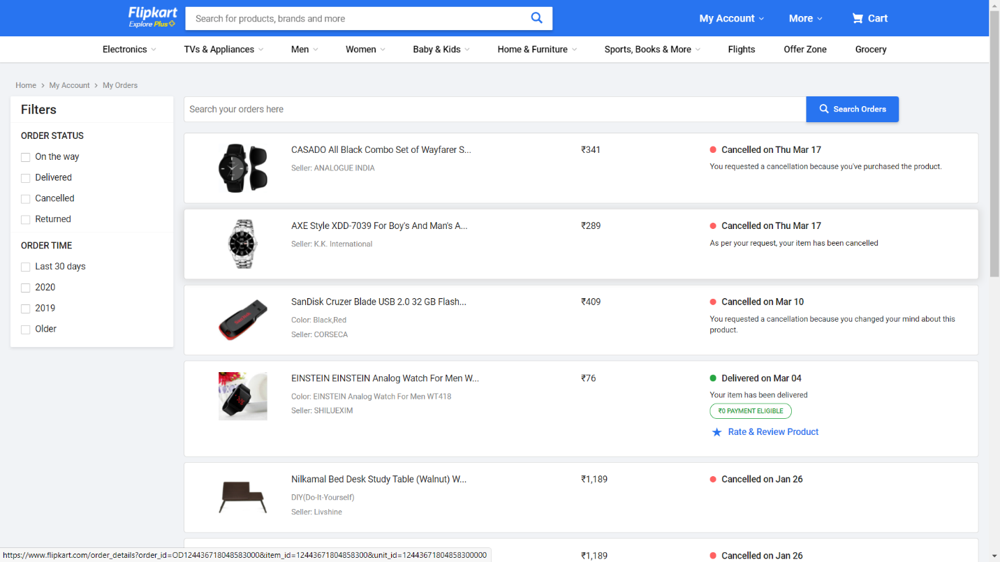 Flipkart
Explore Plus
Search for products, brands and more
My Account
More
Cart
Electronics
TVs & Appliances
Men
Women
Baby & Kids
Home & Furniture
Sports, Books & More
Flights
Offer Zone
Grocery
Home > My Account > My Orders
Filters
ORDER STATUS
On the way
Delivered
Cancelled
Returned
ORDER TIME
Last 30 days
2020
2019
Older
Search your orders here
Search Orders
CASADO All Black Combo Set of Wayfarer S...
Seller: ANALOGUE INDIA
₹341
Cancelled on Thu Mar 17
You requested a cancellation because you've purchased the product.
AXE Style XDD-7039 For Boy's And Man's A...
Seller: K.K. International
₹289
Cancelled on Thu Mar 17
As per your request, your item has been cancelled
SanDisk Cruzer Blade USB 2.0 32 GB Flash...
Color: Black,Red
Seller: CORSECA
₹409
Cancelled on Mar 10
You requested a cancellation because you changed your mind about this
product.
EINSTEIN EINSTEIN Analog Watch For Men W...
Color: EINSTEIN Analog Watch For Men WT418
Seller: SHILUEXIM
₹76
Delivered on Mar 04
Your item has been delivered
₹0 PAYMENT ELIGIBLE
Rate & Review Product
Nilkamal Bed Desk Study Table (Walnut) W...
DIY(Do-It-Yourself)
Seller: Livshine
₹1,189
Cancelled on Jan 26
₹1,189
Cancelled on Jan 26
https://www.flipkart.com/order_details?order_id=OD124436718048583000&item_id=12443671804858300&unit_id=12443671804858300000